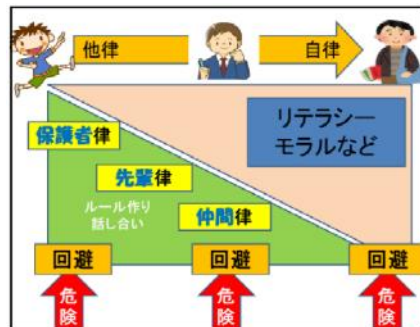 他律
自律
リテラシー
モラルなど
保護者律
先輩律
仲間律
ルール作り
話し合い
回避
回避
回避
危険
危険
危険